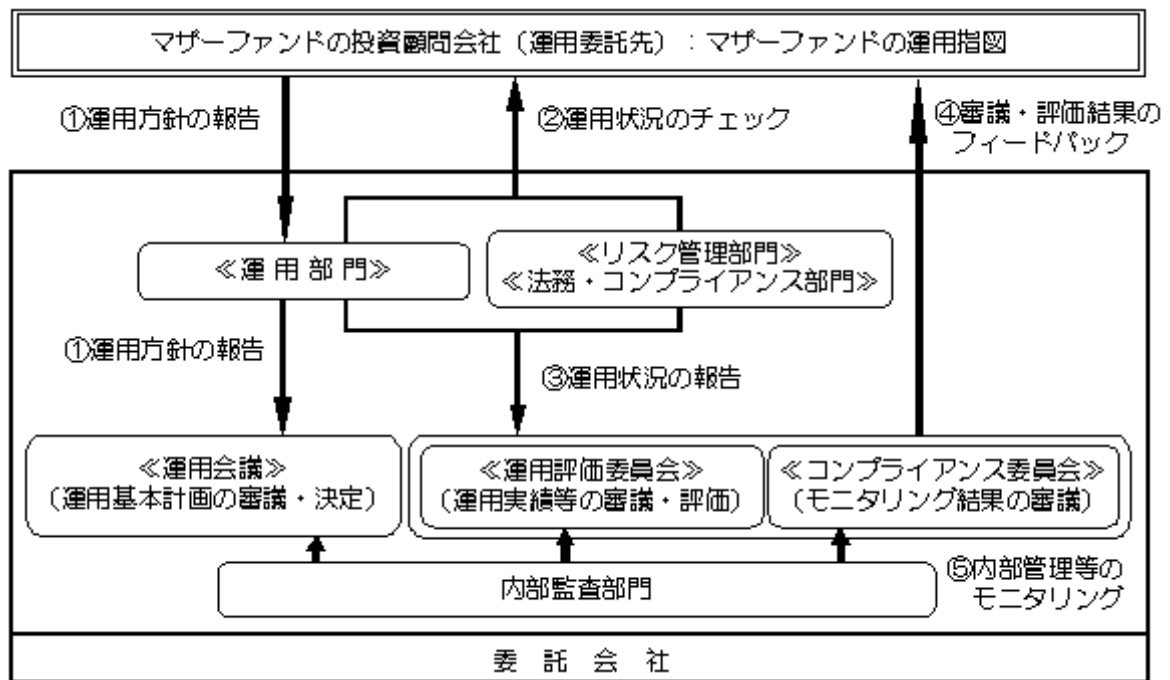 マザーファンドの投資顧問会社（運用委託先）：マザーファンドの運用指図
①運用方針の報告
②運用状況のチェック
④審議・評価結果の
フィードバック
≪運用部門≫
≪リスク管理部門≫
≪法務・コンプライアンス部門≫
①運用方針の報告
③運用状況の報告
≪運用会議≫
（運用基本計画の審議・決定）
≪運用評価委員会≫
（運用実績等の審議・評価）
≪コンプライアンス委員会≫
（モニタリング結果の審議）
内部監査部門
⑤内部管理等の
モニタリング
委託会社